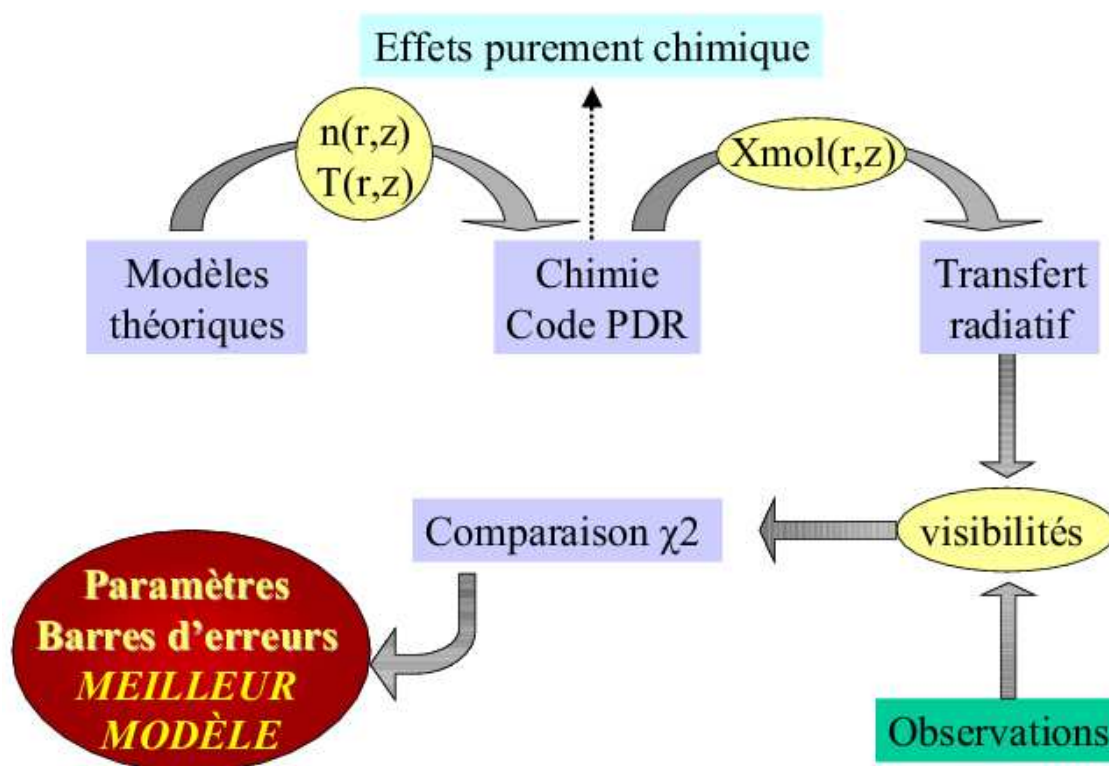 Effets purement chimique
n(r,z)
T(r,z)
Xmol(r,z)
Modèles
théoriques
Chimie
Code PDR
Transfert
radiatif
Comparaison χ2
visibilités
Paramètres
Barres d’erreurs
MEILLEUR
MODÈLE
Observations